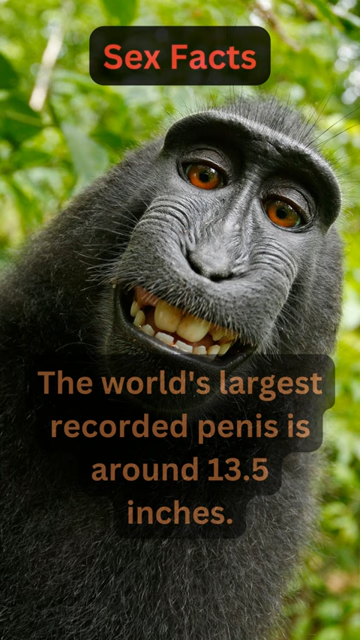 Sex Facts
The world's largest
recorded penis is
around 13.5
inches.